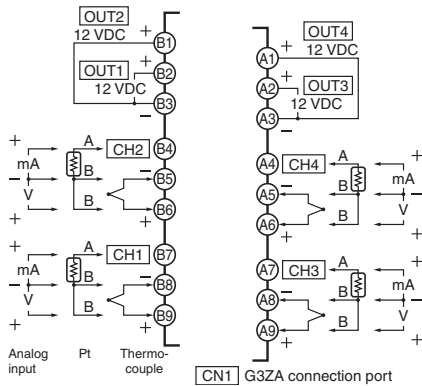 OUT2
12 VDC
+
B1
OUT1
+
B2
12 VDC
B3
−
CH2
B4
+
A
mA
B
−
B5
−
V
B
B6
+
+
CH1
B7
+
A
mA
B
−
B8
−
V
B
B9
+
+
Analog input
Pt
Thermo-couple
OUT4
+
12 VDC
A1
OUT3
A2
+
12 VDC
A3
−
A4
CH4
A
+
mA
A5
−
B
−
V
A6
+
B
+
A7
CH3
A
+
mA
A8
−
B
−
V
A9
+
B
+
CN1 G3ZA connection port